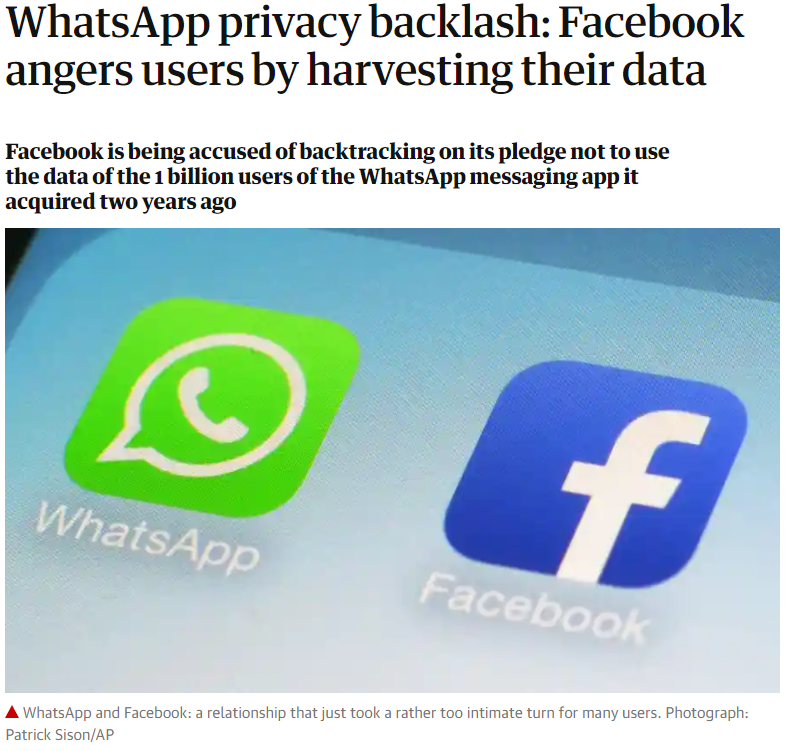 WhatsApp privacy backlash: Facebook
angers users by harvesting their data
Facebook is being accused of backtracking on its pledge not to use
the data of the 1 billion users of the WhatsApp messaging app it
acquired two years ago
WhatsApp
Facebook
WhatsApp and Facebook: a relationship that just took a rather too intimate turn for many users. Photograph:
Patrick Sison/AP